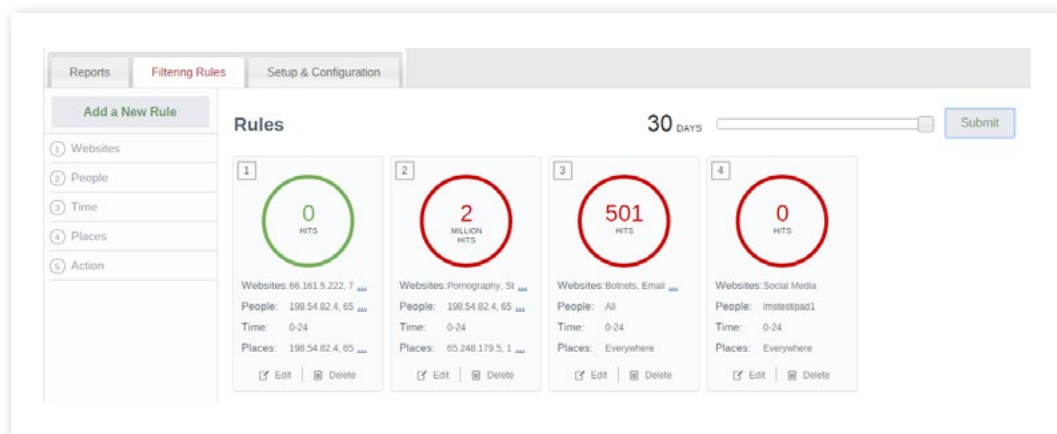 Reports Filtering Rules Setup & Configuration
Add a New Rule
1 Websites
2 People
3 Time
4 Places
5 Action
Rules
30 DAYS
Submit
1
0
HITS
Websites: 66.161.5.222, 7 ...
People: 198.54.82.4, 65 ...
Time: 0-24
Places: 198.54.82.4, 65 ...
Edit Delete
2
2
MILLION
HITS
Websites: Pornography, St ...
People: 198.54.82.4, 65 ...
Time: 0-24
Places: 65.248.179.5, 1 ...
Edit Delete
3
501
HITS
Websites: Botnets, Email ...
People: All
Time: 0-24
Places: Everywhere
Edit Delete
4
0
HITS
Websites: Social Media
People: lmstestipad1
Time: 0-24
Places: Everywhere
Edit Delete